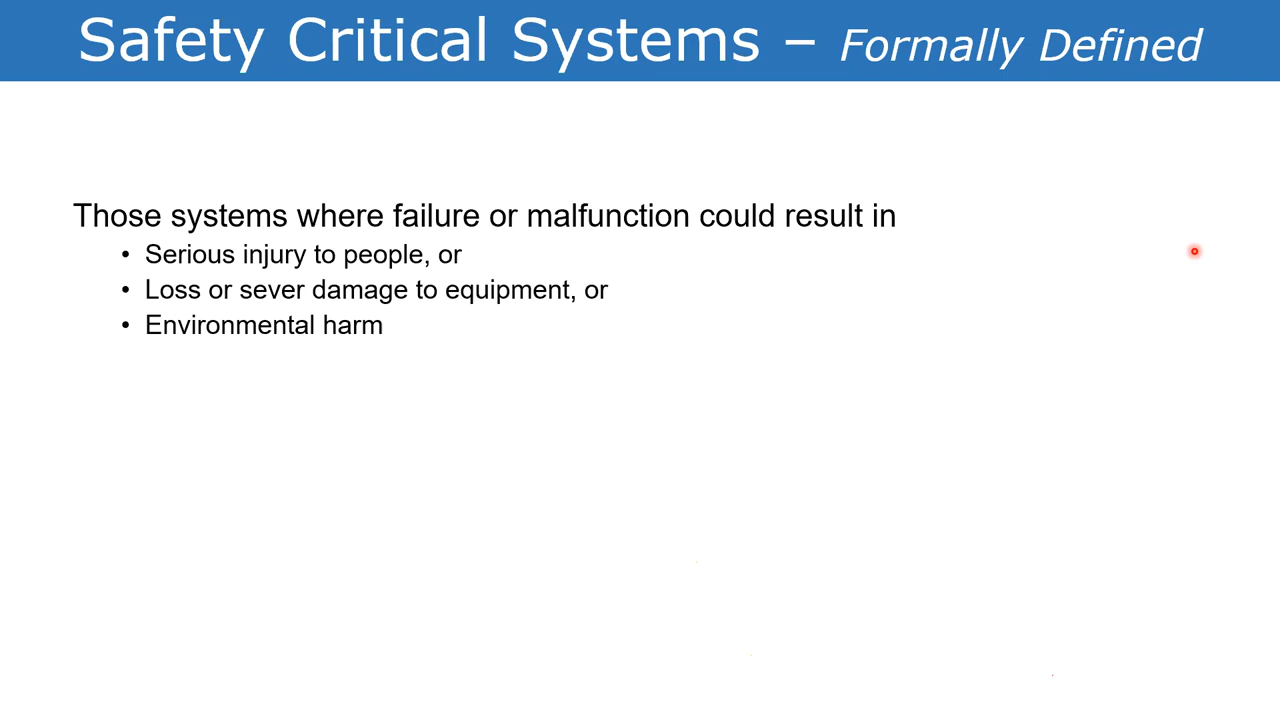 Safety Critical Systems – Formally Defined
Those systems where failure or malfunction could result in
• Serious injury to people, or
• Loss or sever damage to equipment, or
• Environmental harm